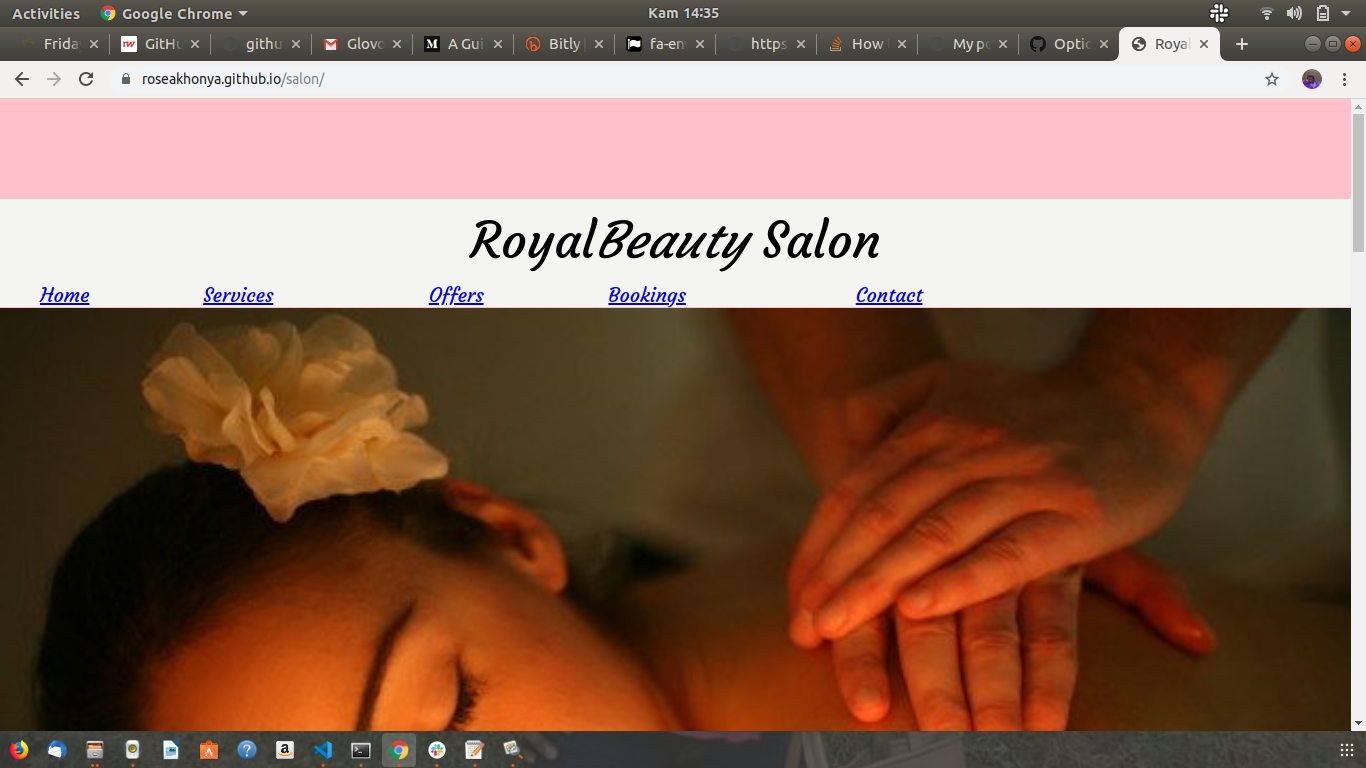 Activities Google Chrome Kam 14:35
Frida GitHu githu Glovo A Gui Bitly | fa-en https How My po Optic Royal
roseakhonya.github.io/salon/
RoyalBeauty Salon
Home Services Offers Bookings Contact